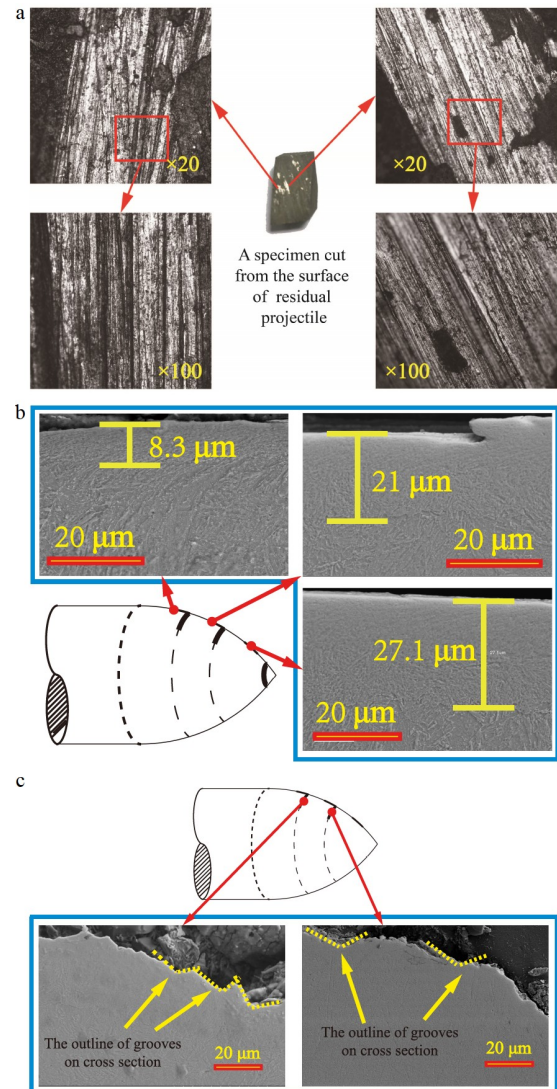 a
×20
×20
A specimen cut
from the surface
of residual
projectile
×100
×100
b
8.3 μm
20 μm
21 μm
20 μm
27.1 μm
20 μm
c
The outline of grooves
on cross section
20 μm
The outline of grooves
on cross section
20 μm